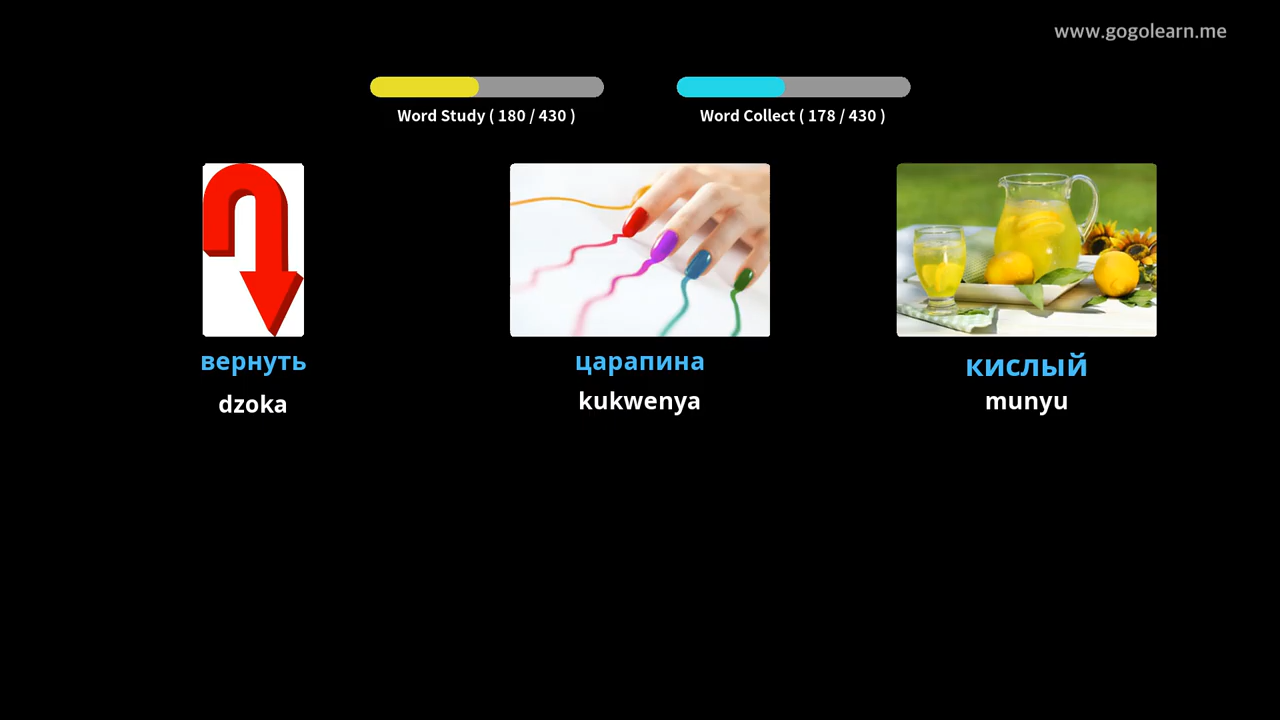 www.gogolearn.me
Word Study ( 180 / 430 )
Word Collect ( 178 / 430 )
вернуть
dzoka
царапина
kukwenya
кислый
munyu